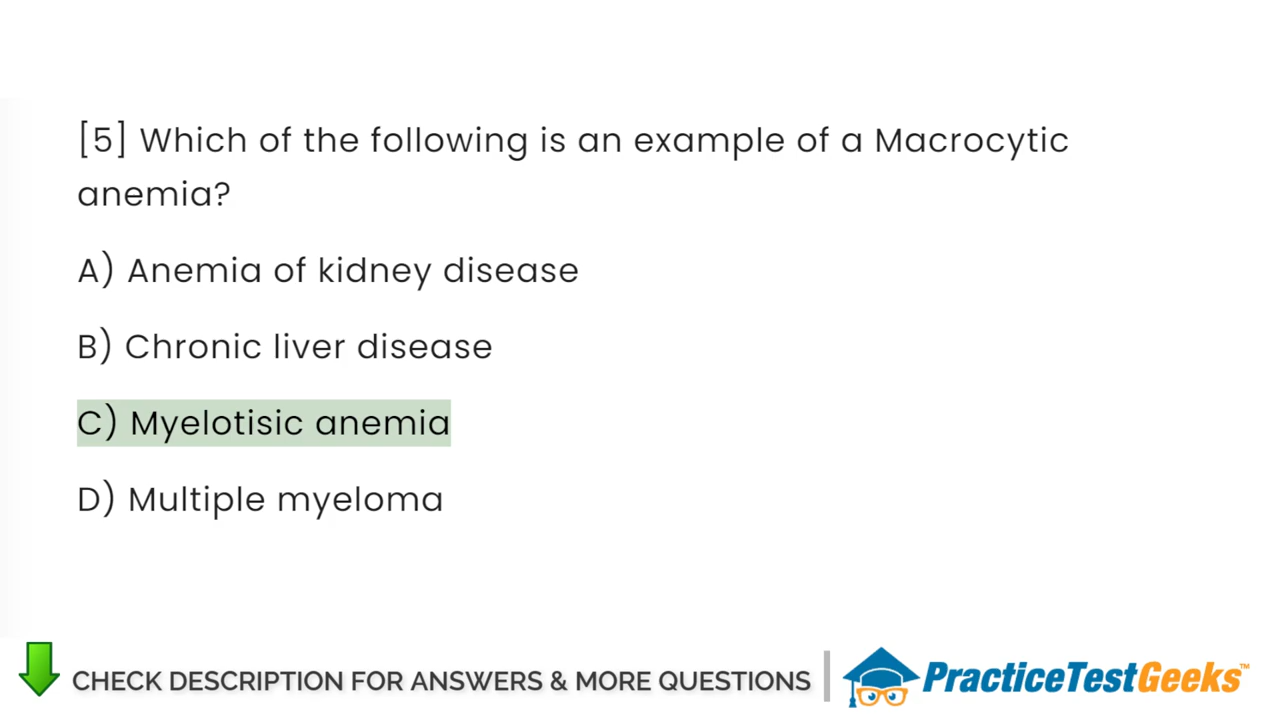 [5] Which of the following is an example of a Macrocytic
anemia?
A) Anemia of kidney disease
B) Chronic liver disease
C) Myelotisic anemia
D) Multiple myeloma
CHECK DESCRIPTION FOR ANSWERS & MORE QUESTIONS
PracticeTestGeeks™